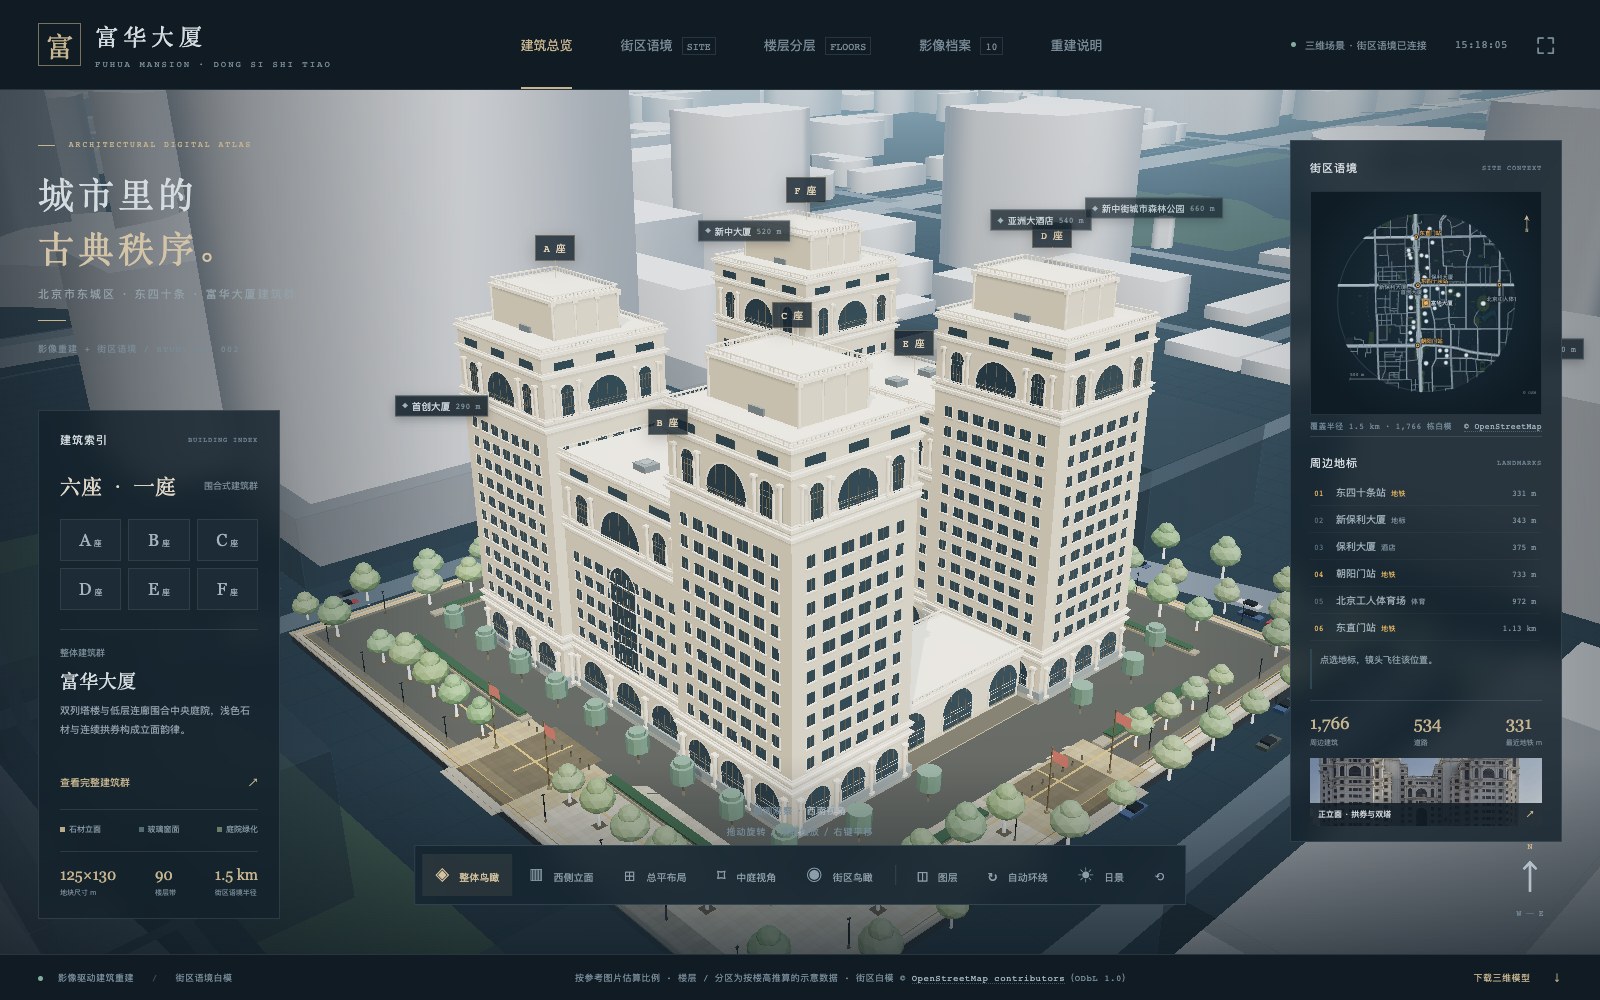 富
富华大厦
FUHUA MANSION · DONG SI SHI TIAO
建筑总览
街区语境 SITE
楼层分层 FLOORS
影像档案 10
重建说明
三维场景 · 街区语境已连接
15:18:05
ARCHITECTURAL DIGITAL ATLAS
城市里的
古典秩序。
北京市东城区 · 东四十条 · 富华大厦建筑群
影像重建 + 街区语境 /
建筑索引
BUILDING INDEX
六座 · 一庭
围合式建筑群
A座
B座
C座
D座
E座
F座
整体建筑群
富华大厦
双列塔楼与低层连廊围合中央庭院，浅色石
材与连续拱券构成立面韵律。
查看完整建筑群 ↗
石材立面
玻璃窗面
庭院绿化
125×130
地块尺寸 m
90
楼层带
1.5 km
街区语境半径
F 座
A 座
新中大厦 520 m
亚洲大酒店 540 m
新中街城市森林公园 660 m
D 座
C 座
E 座
首创大厦 290 m
B 座
0 m
街区语境
SITE CONTEXT
富华大厦
覆盖半径 1.5 km · 1,766 栋白模
© OpenStreetMap
周边地标
LANDMARKS
01 东四十条站 地铁 331 m
02 新保利大厦 地标 343 m
03 保利大厦 酒店 375 m
04 朝阳门站 地铁 733 m
05 北京工人体育场 体育 972 m
06 东直门站 地铁 1.13 km
点选地标，镜头飞往该位置。
1,766
周边建筑
534
道路
331
最近地铁 m
正立面 · 拱券与双塔 ↗
N
W — E
拖动旋转 / 右键平移
整体鸟瞰
西侧立面
总平布局
中庭视角
街区鸟瞰
图层
自动环绕
日景
影像驱动建筑重建 / 街区语境白模
按参考图片估算比例 · 楼层 / 分区为按楼高推算的示意数据 · 街区白模 © OpenStreetMap contributors (ODbL 1.0)
下载三维模型 ↓